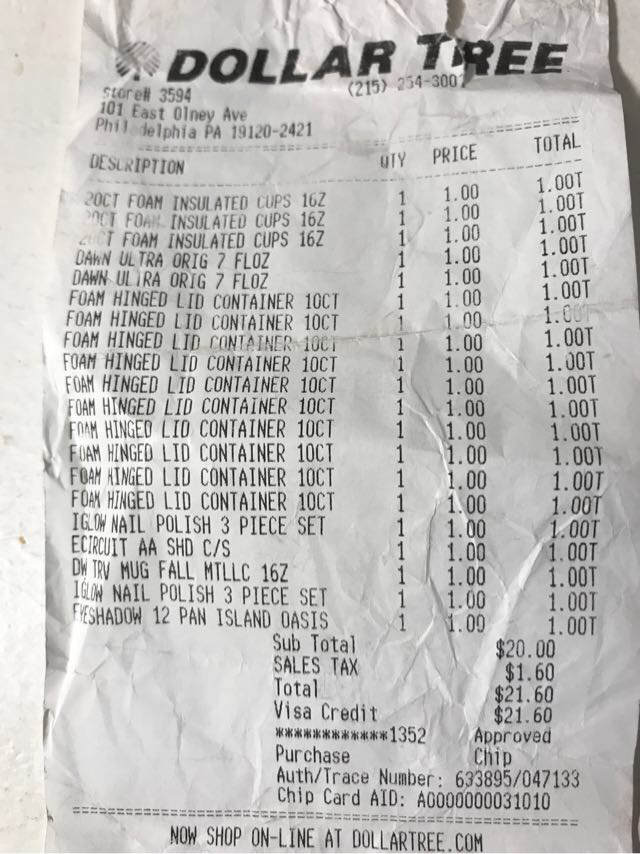 DOLLAR TREE
Store# 3594 (215) 254-3001
101 East Olney Ave
Phil delphia PA 19120-2421
DESCRIPTION QTY PRICE TOTAL
20CT FOAM INSULATED CUPS 16Z 1 1.00 1.00T
20CT FOAM INSULATED CUPS 16Z 1 1.00 1.00T
20CT FOAM INSULATED CUPS 16Z 1 1.00 1.00T
DAWN ULTRA ORIG 7 FLOZ 1 1.00 1.00T
DAWN ULTRA ORIG 7 FLOZ 1 1.00 1.00T
FOAM HINGED LID CONTAINER 10CT 1 1.00 1.00T
FOAM HINGED LID CONTAINER 10CT 1 1.00 1.00T
FOAM HINGED LID CONTAINER 10CT 1 1.00 1.00T
FOAM HINGED LID CONTAINER 10CT 1 1.00 1.00T
FOAM HINGED LID CONTAINER 10CT 1 1.00 1.00T
FOAM HINGED LID CONTAINER 10CT 1 1.00 1.00T
FOAM HINGED LID CONTAINER 10CT 1 1.00 1.00T
FOAM HINGED LID CONTAINER 10CT 1 1.00 1.00T
FOAM HINGED LID CONTAINER 10CT 1 1.00 1.00T
FOAM HINGED LID CONTAINER 10CT 1 1.00 1.00T
IGLOW NAIL POLISH 3 PIECE SET 1 1.00 1.00T
ECIRCUIT AA SHD C/S 1 1.00 1.00T
DW TRV MUG FALL MTLLC 16Z 1 1.00 1.00T
IGLOW NAIL POLISH 3 PIECE SET 1 1.00 1.00T
EYESHADOW 12 PAN ISLAND OASIS 1 1.00 1.00T
Sub Total $20.00
SALES TAX $1.60
Total $21.60
Visa Credit $21.60
************1352 Approved
Purchase Chip
Auth/Trace Number: 633895/047133
Chip Card AID: A0000000031010
NOW SHOP ON-LINE AT DOLLARTREE.COM